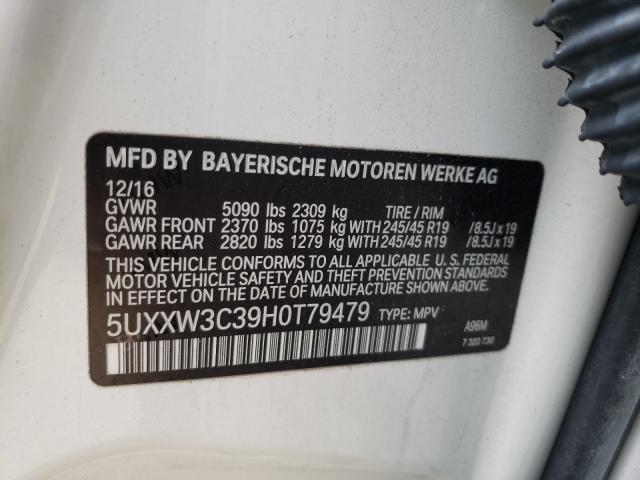 MFD BY BAYERISCHE MOTOREN WERKE AG
12/16
GVWR 5090 lbs 2309 kg TIRE / RIM
GAWR FRONT 2370 lbs 1075 kg WITH 245/45 R19 /8.5J x 19
GAWR REAR 2820 lbs 1279 kg WITH 245/45 R19 /8.5J x 19
THIS VEHICLE CONFORMS TO ALL APPLICABLE U. S. FEDERAL
MOTOR VEHICLE SAFETY AND THEFT PREVENTION STANDARDS
IN EFFECT ON THE DATE OF MANUFACTURE SHOWN ABOVE.
5UXXW3C39H0T79479 TYPE: MPV
A96M
7 320 730